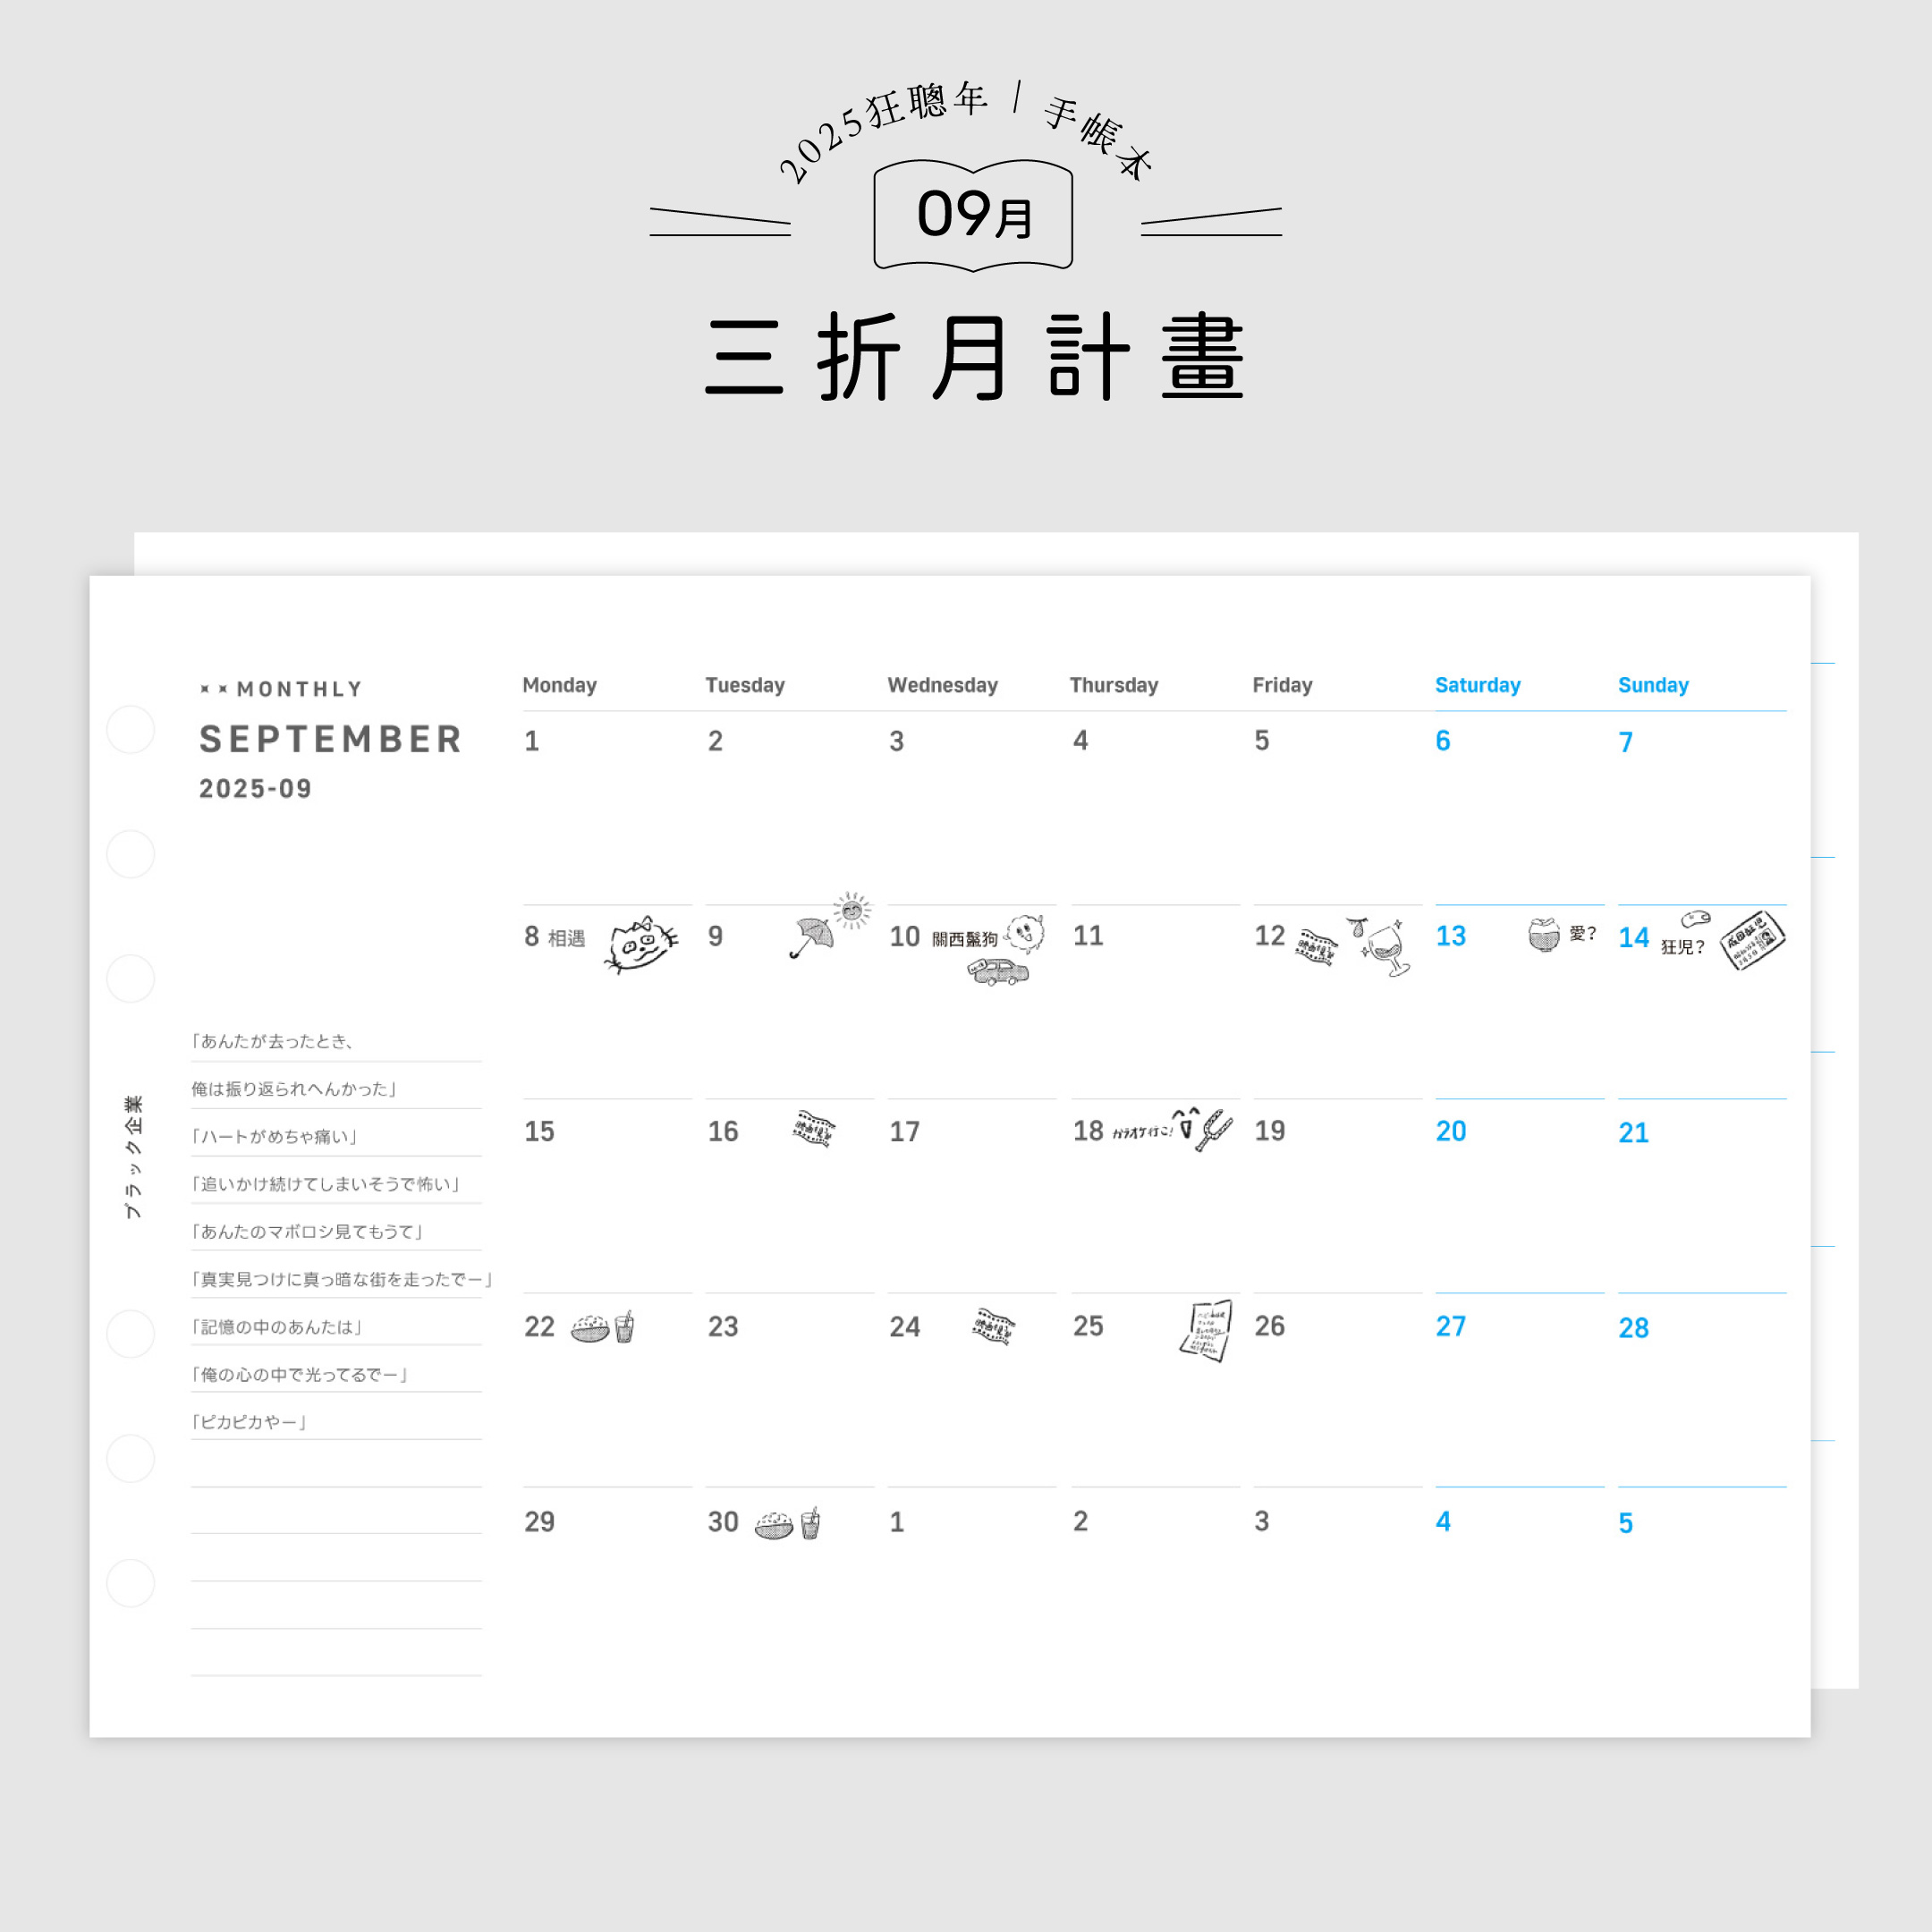 2025狂聰年 | 手帳本
09月
三折月計畫
MONTHLY
SEPTEMBER
2025-09
Monday Tuesday Wednesday Thursday Friday Saturday Sunday
1 2 3 4 5 6 7
8 相遇 9 10 關西鬈狗 11 12 13 愛? 14 狂児?
15 16 17 18 カラオケ行こ! 19 20 21
22 23 24 25 26 27 28
29 30 1 2 3 4 5
「あんたが去ったとき、
俺は振り返られへんかった」
「ハートがめちゃ痛い」
「追いかけ続けてしまいそうで怖い」
「あんたのマボロシ見てもうて」
「真実見つけに真っ暗な街を走ったでー」
「記憶の中のあんたは」
「俺の心の中で光ってるでー」
「ピカピカやー」
ブラック企業